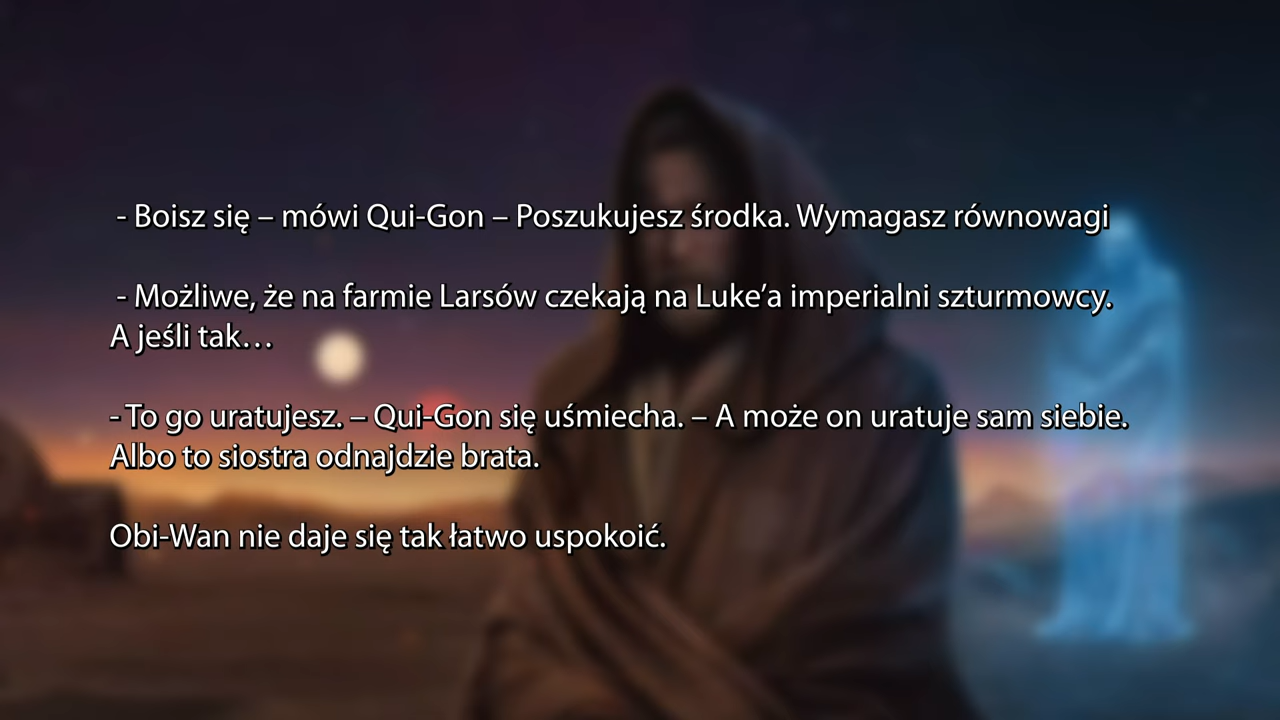 - Boisz się – mówi Qui-Gon – Poszukujesz środka. Wymagasz równowagi
- Możliwe, że na farmie Larsów czekają na Luke’a imperialni szturmowcy.
A jeśli tak…
- To go uratujesz. – Qui-Gon się uśmiecha. – A może on uratuje sam siebie.
Albo to siostra odnajdzie brata.
Obi-Wan nie daje się tak łatwo uspokoić.